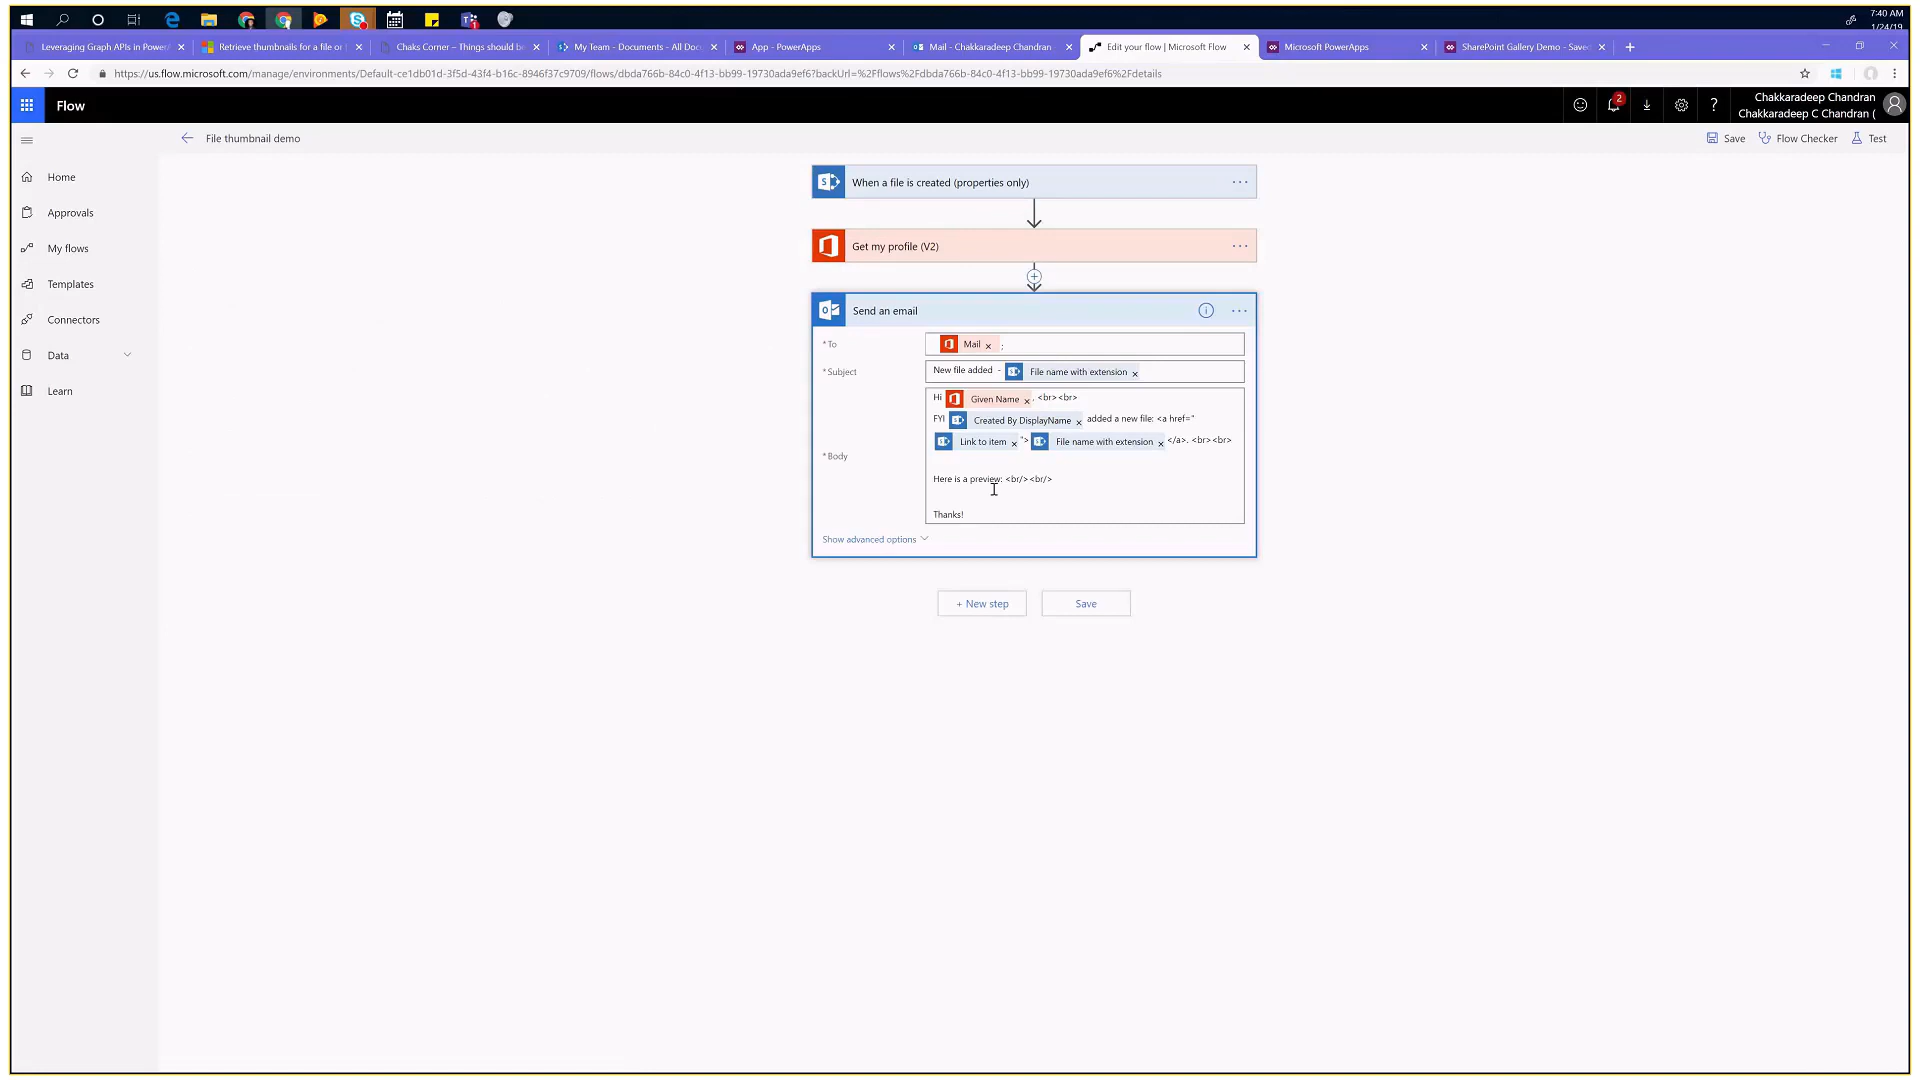 7:40 AM
1/24/19
Leveraging Graph APIs in Power
Retrieve thumbnails for a file or
Chaks Corner – Things should be
My Team - Documents - All Doc
App - PowerApps
Mail - Chakkaradeep Chandran
Edit your flow | Microsoft Flow
Microsoft PowerApps
SharePoint Gallery Demo - Saved
https://us.flow.microsoft.com/manage/environments/Default-ce1db01d-3f5d-43f4-b16c-8946f37c9709/flows/dbda766b-84c0-4f13-bb99-19730ada9ef6?backUrl=%2Fflows%2Fdbda766b-84c0-4f13-bb99-19730ada9ef6%2Fdetails
Flow
2
?
Chakkaradeep Chandran
Chakkaradeep C Chandran (
File thumbnail demo
Save
Flow Checker
Test
Home
Approvals
My flows
Templates
Connectors
Data
Learn
When a file is created (properties only)
Get my profile (V2)
Send an email
* To
Mail × ;
* Subject
New file added - File name with extension ×
* Body
Hi Given Name × , <br><br>
FYI Created By DisplayName × added a new file: <a href="
Link to item × "> File name with extension × </a>. <br><br>
Here is a preview: <br/><br/>
Thanks!
Show advanced options
+ New step
Save